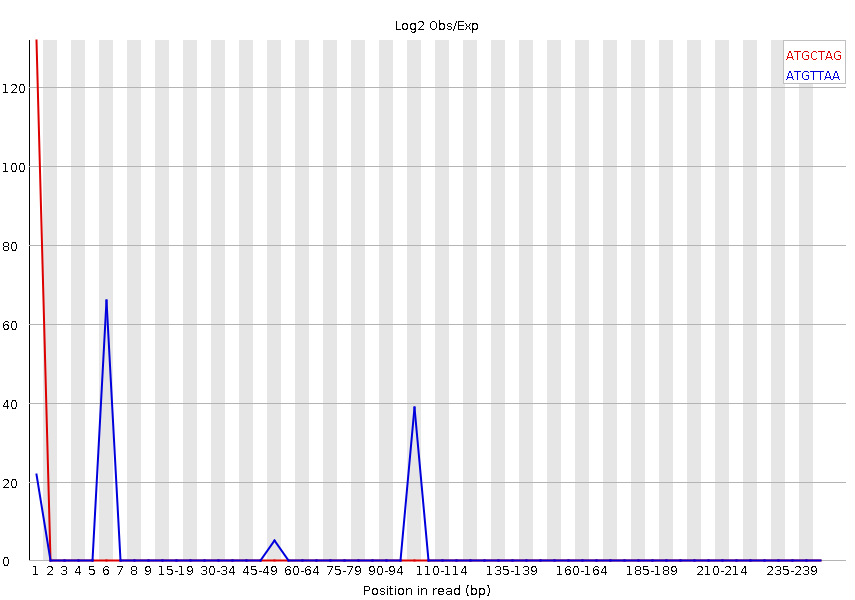 Log2 Obs/Exp
ATGCTAG
ATGTTAA
120
100
80
60
40
20
0
1 2 3 4 5 6 7 8 9 15-19 30-34 45-49 60-64 75-79 90-94 110-114 135-139 160-164 185-189 210-214 235-239
Position in read (bp)